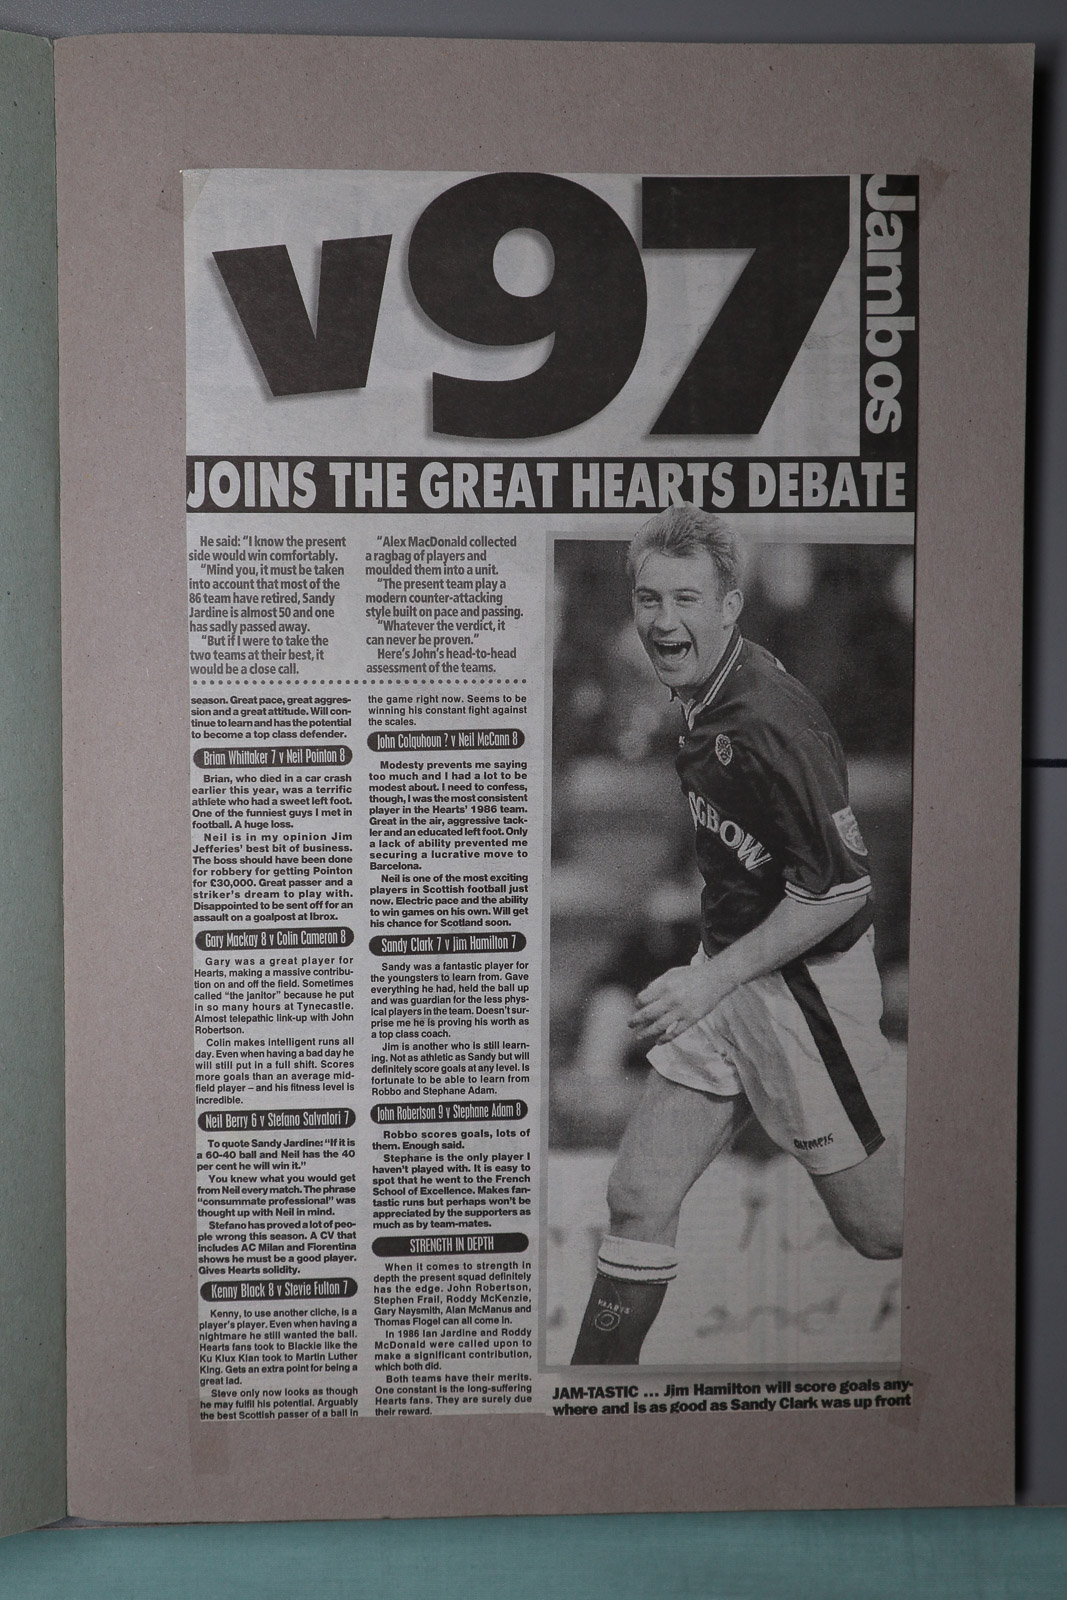 v97
Jambos
JOINS THE GREAT HEARTS DEBATE
He said: "I know the present
side would win comfortably.
"Mind you, it must be taken
into account that most of the
86 team have retired, Sandy
Jardine is almost 50 and one
has sadly passed away.
"But if I were to take the
two teams at their best, it
would be a close call.
"Alex MacDonald collected
a ragbag of players and
moulded them into a unit.
"The present team play a
modern counter-attacking
style built on pace and passing.
"Whatever the verdict, it
can never be proven."
Here's John's head-to-head
assessment of the teams.
season. Great pace, great aggres-
sion and a great attitude. Will con-
tinue to learn and has the potential
to become a top class defender.
Brian Whittaker 7 v Neil Pointon 8
Brian, who died in a car crash
earlier this year, was a terrific
athlete who had a sweet left foot.
One of the funniest guys I met in
football. A huge loss.
Neil is in my opinion Jim
Jefferies' best bit of business.
The boss should have been done
for robbery for getting Pointon
for £30,000. Great passer and a
striker's dream to play with.
Disappointed to be sent off for an
assault on a goalpost at Ibrox.
Gary Mackay 8 v Colin Cameron 8
Gary was a great player for
Hearts, making a massive contribu-
tion on and off the field. Sometimes
called "the janitor" because he put
in so many hours at Tynecastle.
Almost telepathic link-up with John
Robertson.
Colin makes intelligent runs all
day. Even when having a bad day he
will still put in a full shift. Scores
more goals than an average mid-
field player – and his fitness level is
incredible.
Neil Berry 6 v Stefano Salvatori 7
To quote Sandy Jardine: "If it is
a 60-40 ball and Neil has the 40
per cent he will win it."
You knew what you would get
from Neil every match. The phrase
"consummate professional" was
thought up with Neil in mind.
Stefano has proved a lot of peo-
ple wrong this season. A CV that
includes AC Milan and Fiorentina
shows he must be a good player.
Gives Hearts solidity.
Kenny Black 8 v Stevie Fulton 7
Kenny, to use another cliche, is a
player's player. Even when having a
nightmare he still wanted the ball.
Hearts fans took to Blackie like the
Ku Klux Klan took to Martin Luther
King. Gets an extra point for being a
great lad.
Steve only now looks as though
he may fulfil his potential. Arguably
the best Scottish passer of a ball in
the game right now. Seems to be
winning his constant fight against
the scales.
John Colquhoun ? v Neil McCann 8
Modesty prevents me saying
too much and I had a lot to be
modest about. I need to confess,
though, I was the most consistent
player in the Hearts' 1986 team.
Great in the air, aggressive tack-
ler and an educated left foot. Only
a lack of ability prevented me
securing a lucrative move to
Barcelona.
Neil is one of the most exciting
players in Scottish football just
now. Electric pace and the ability
to win games on his own. Will get
his chance for Scotland soon.
Sandy Clark 7 v Jim Hamilton 7
Sandy was a fantastic player for
the youngsters to learn from. Gave
everything he had, held the ball up
and was guardian for the less phys-
ical players in the team. Doesn't sur-
prise me he is proving his worth as
a top class coach.
Jim is another who is still learn-
ing. Not as athletic as Sandy but will
definitely score goals at any level. Is
fortunate to be able to learn from
Robbo and Stephane Adam.
John Robertson 9 v Stephane Adam 8
Robbo scores goals, lots of
them. Enough said.
Stephane is the only player I
haven't played with. It is easy to
spot that he went to the French
School of Excellence. Makes fan-
tastic runs but perhaps won't be
appreciated by the supporters as
much as by team-mates.
STRENGTH IN DEPTH
When it comes to strength in
depth the present squad definitely
has the edge. John Robertson,
Stephen Frail, Roddy McKenzie,
Gary Naysmith, Alan McManus and
Thomas Flogel can all come in.
In 1986 Ian Jardine and Roddy
McDonald were called upon to
make a significant contribution,
which both did.
Both teams have their merits.
One constant is the long-suffering
Hearts fans. They are surely due
their reward.
GBOW
OLYMPIS
HEARTS
JAM-TASTIC ... Jim Hamilton will score goals any-
where and is as good as Sandy Clark was up front